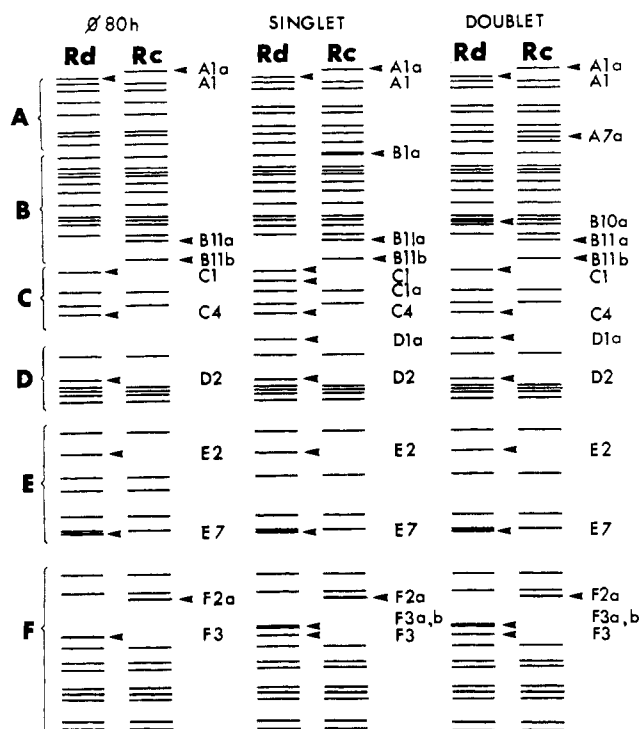 Ø 80h SINGLET DOUBLET
Rd Rc Rd Rc Rd Rc
A1a A1a A1a
A1 A1 A1
A
A7a
B1a
B
B10a
B11a B11a B11a
B11b B11b B11b
C1 C1 C1
C1a
C
C4 C4 C4
D1a D1a
D
D2 D2 D2
E2 E2 E2
E
E7 E7 E7
F2a F2a F2a
F3a,b F3a,b
F
F3 F3 F3